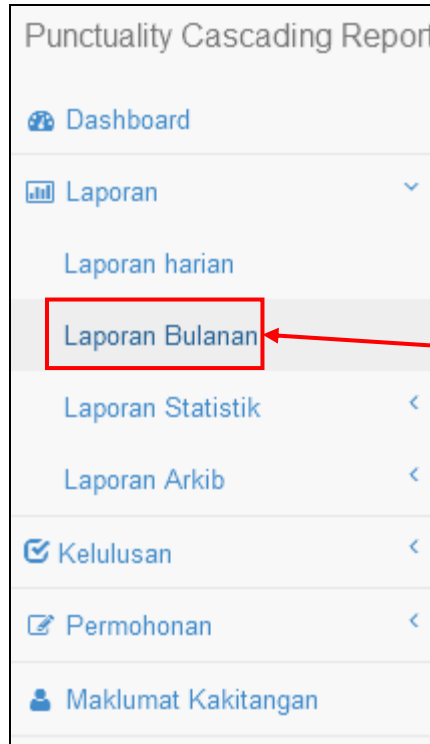 Punctuality Cascading Report
Dashboard
Laporan
Laporan harian
Laporan Bulanan
Laporan Statistik
Laporan Arkib
Kelulusan
Permohonan
Maklumat Kakitangan